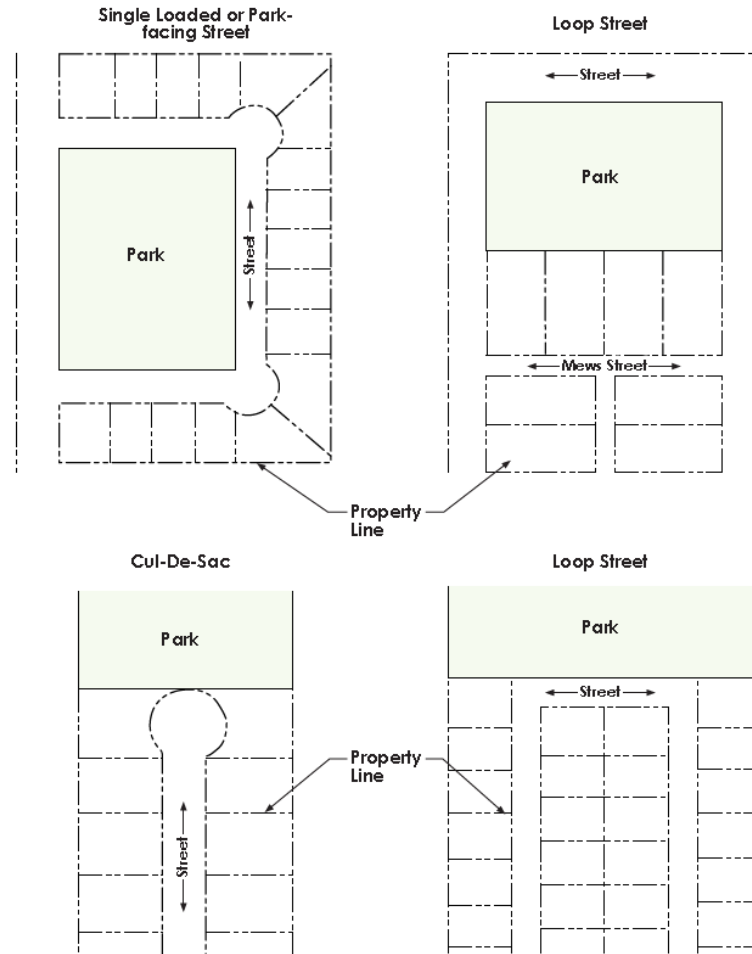 Single Loaded or Park-
facing Street
Loop Street
Street
Park
Park
Street
Mews Street
Property
Line
Cul-De-Sac
Loop Street
Park
Park
Street
Property
Line
Street